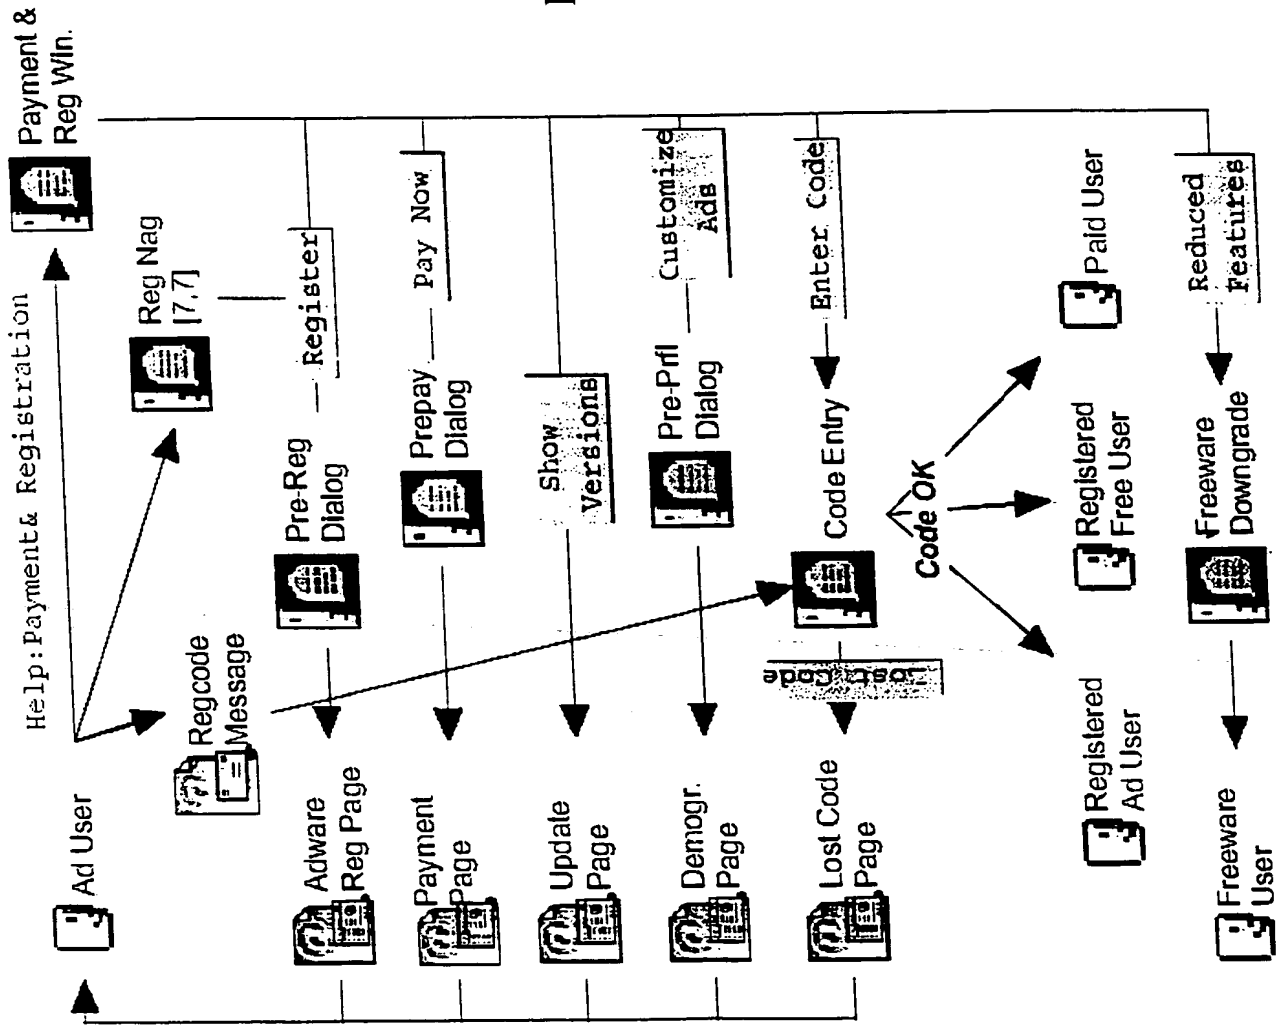 Ad User
Help:Payment& Registration
Payment &
Reg Win.
Regcode
Message
Reg Nag
[7,7]
Adware
Reg Page
Pre-Reg
Dialog
Register
Payment
Page
Prepay
Dialog
Pay Now
Update
Page
Show
Versions
Demogr.
Page
Pre-Prfl
Dialog
Customize
Ads
Lost Code
Page
Lost Code
Code Entry
Enter Code
Code OK
Registered
Ad User
Registered
Free User
Paid User
Freeware
User
Freeware
Downgrade
Reduced
Features